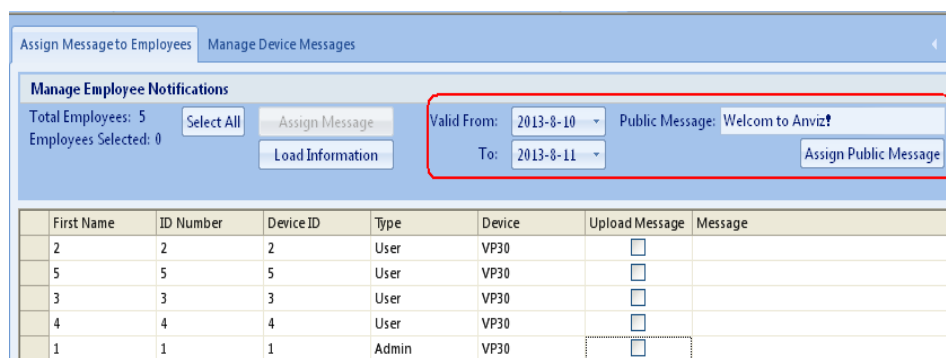 Assign Message to Employees Manage Device Messages
Manage Employee Notifications
Total Employees: 5 Select All Assign Message Valid From: 2013-8-10 Public Message: Welcom to Anviz!
Employees Selected: 0 Load Information To: 2013-8-11 Assign Public Message
First Name ID Number Device ID Type Device Upload Message Message
2 2 2 User VP30
5 5 5 User VP30
3 3 3 User VP30
4 4 4 User VP30
1 1 1 Admin VP30